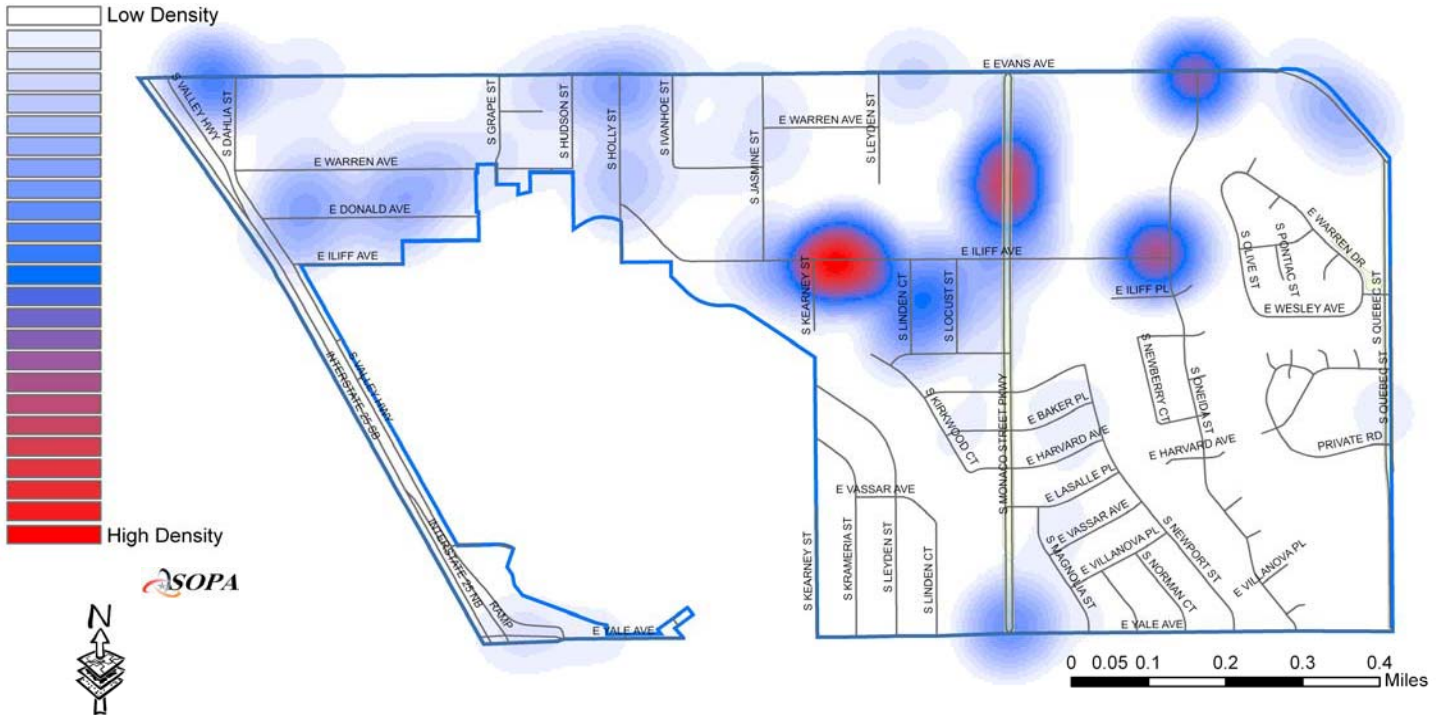 Low Density
High Density
SOPA
N
E EVANS AVE
S VALLEY HWY
S DAHLIA ST
S GRAPE ST
S HUDSON ST
S HOLLY ST
S IVANHOE ST
S JASMINE ST
E WARREN AVE
S LEYDEN ST
E WARREN AVE
E DONALD AVE
E ILIFF AVE
E ILIFF AVE
S KEARNEY ST
S LINDEN CT
S LOCUST ST
E ILIFF PL
S OLIVE ST
S PONTIAC ST
E WARREN DR
E WESLEY AVE
S QUEBEC ST
S QUEBEC ST
S VALLEY HWY
INTERSTATE 25 SB
S KIRKWOOD CT
E BAKER PL
E HARVARD AVE
S MONACO STREET PKWY
S NEWBERRY CT
S ONEIDA ST
E HARVARD AVE
PRIVATE RD
E VASSAR AVE
E LASALLE PL
E VASSAR AVE
E VILLANOVA PL
S MAGNOLIA ST
S NORMAN CT
S NEWPORT ST
E VILLANOVA PL
S KEARNEY ST
S KRAMERIA ST
S LEYDEN ST
S LINDEN CT
INTERSTATE 25 NB
RAMP
E YALE AVE
E YALE AVE
0 0.05 0.1 0.2 0.3 0.4
Miles